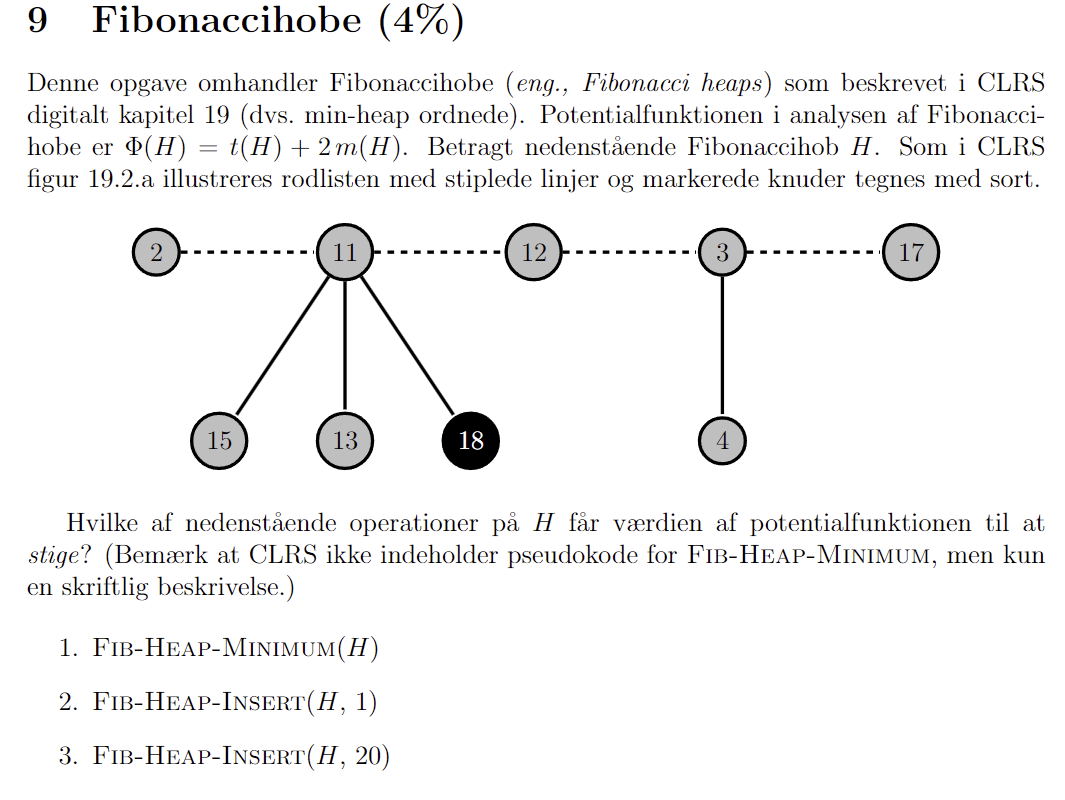 9 Fibonaccihobe (4%)
Denne opgave omhandler Fibonaccihobe (eng., Fibonacci heaps) som beskrevet i CLRS
digitalt kapitel 19 (dvs. min-heap ordnede). Potentialfunktionen i analysen af Fibonacci-
hobe er Φ(H) = t(H) + 2 m(H). Betragt nedenstående Fibonaccihob H. Som i CLRS
figur 19.2.a illustreres rodlisten med stiplede linjer og markerede knuder tegnes med sort.
2 11 12 3 17
15 13 18 4
Hvilke af nedenstående operationer på H får værdien af potentialfunktionen til at
stige? (Bemærk at CLRS ikke indeholder pseudokode for FIB-HEAP-MINIMUM, men kun
en skriftlig beskrivelse.)
1. FIB-HEAP-MINIMUM(H)
2. FIB-HEAP-INSERT(H, 1)
3. FIB-HEAP-INSERT(H, 20)